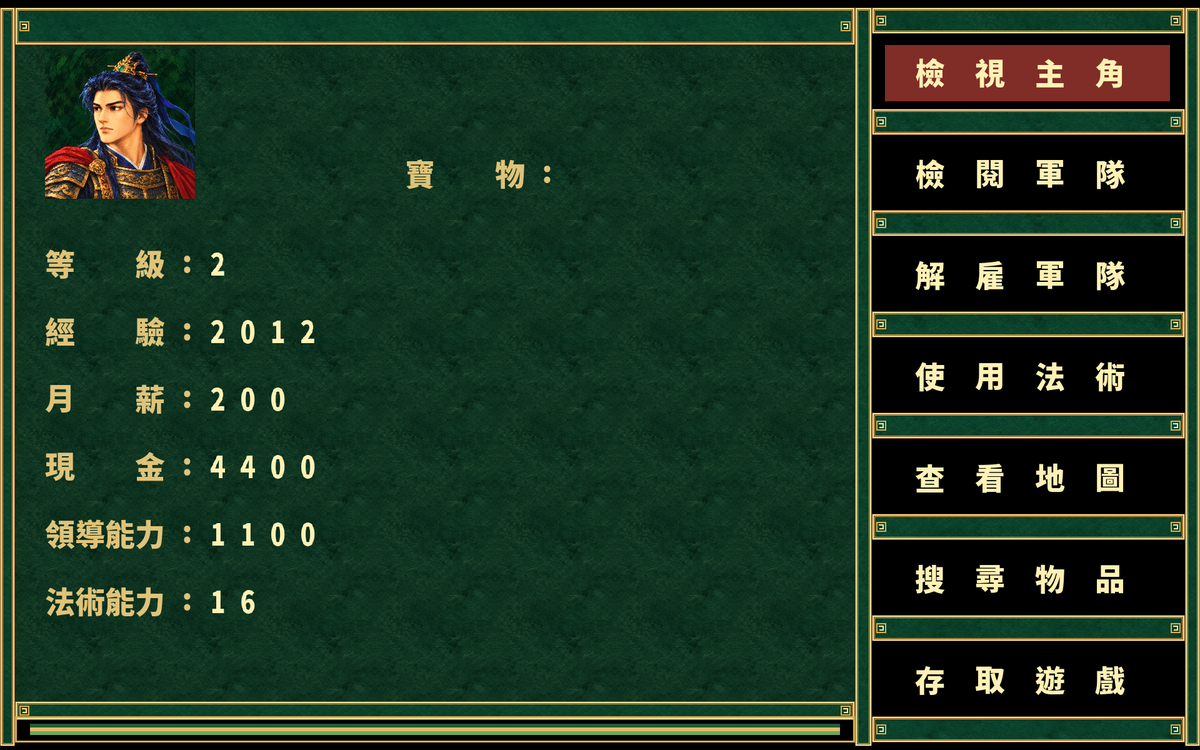 寶 物：
等 級：2
經 驗：2012
月 薪：200
現 金：4400
領導能力：1100
法術能力：16
檢視主角
檢閱軍隊
解雇軍隊
使用法術
查看地圖
搜尋物品
存取遊戲